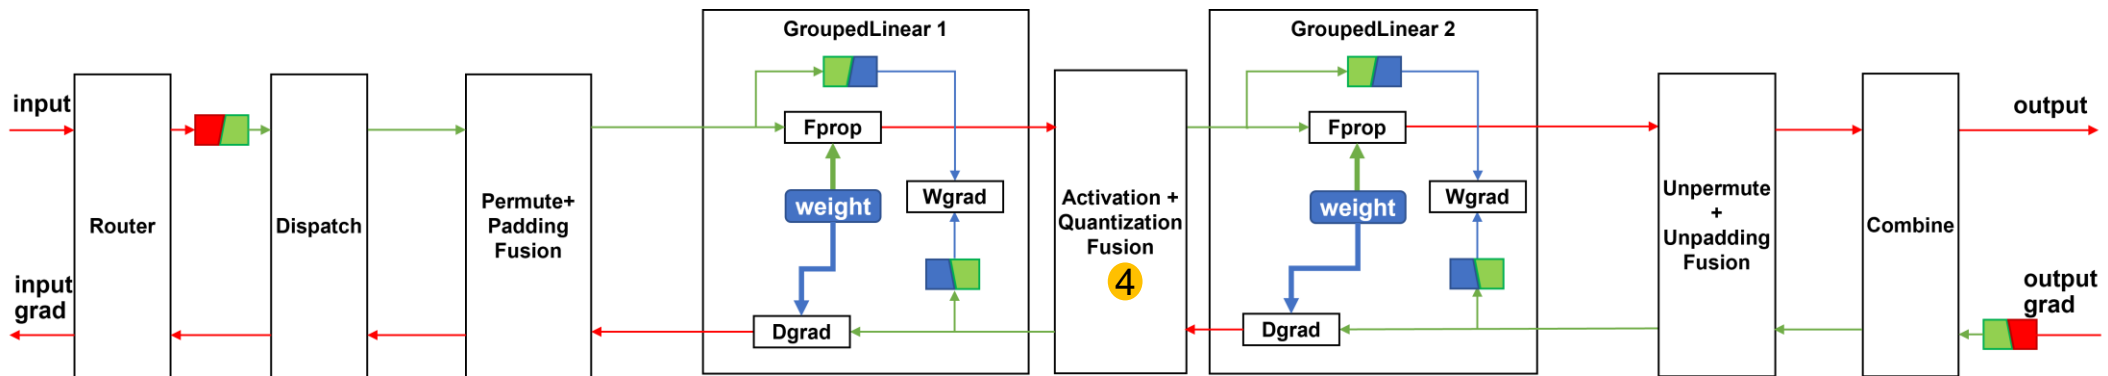 input
input
grad
Router
Dispatch
Permute+
Padding
Fusion
GroupedLinear 1
Fprop
weight
Wgrad
Dgrad
Activation +
Quantization
Fusion
4
GroupedLinear 2
Fprop
weight
Wgrad
Dgrad
Unpermute
+
Unpadding
Fusion
Combine
output
output
grad